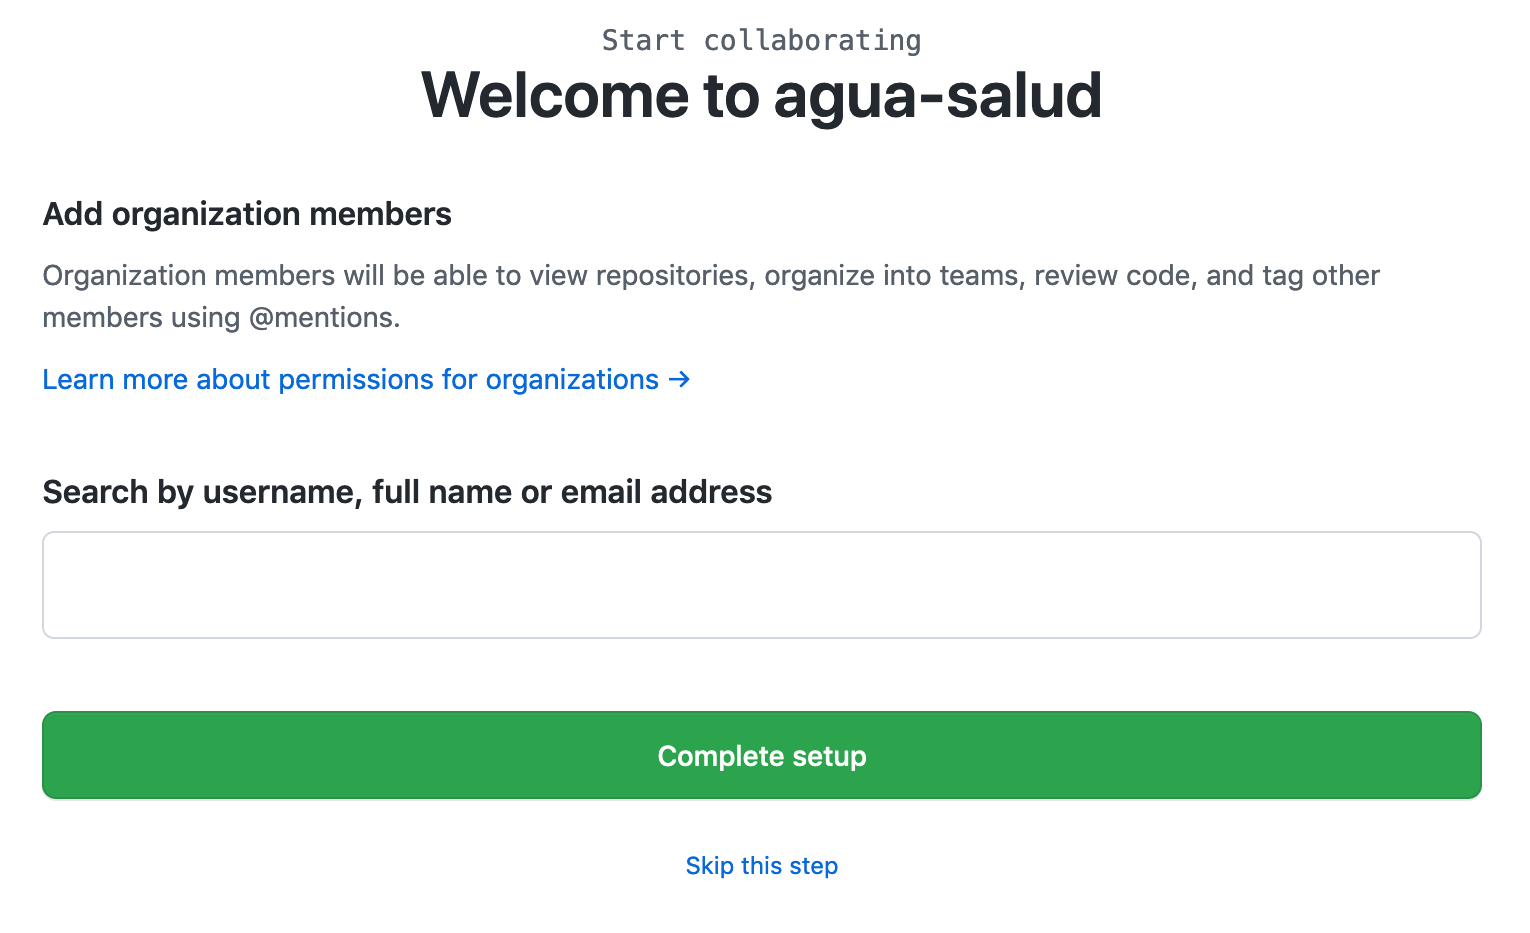 Start collaborating
Welcome to agua-salud
Add organization members
Organization members will be able to view repositories, organize into teams, review code, and tag other
members using @mentions.
Learn more about permissions for organizations →
Search by username, full name or email address
Complete setup
Skip this step